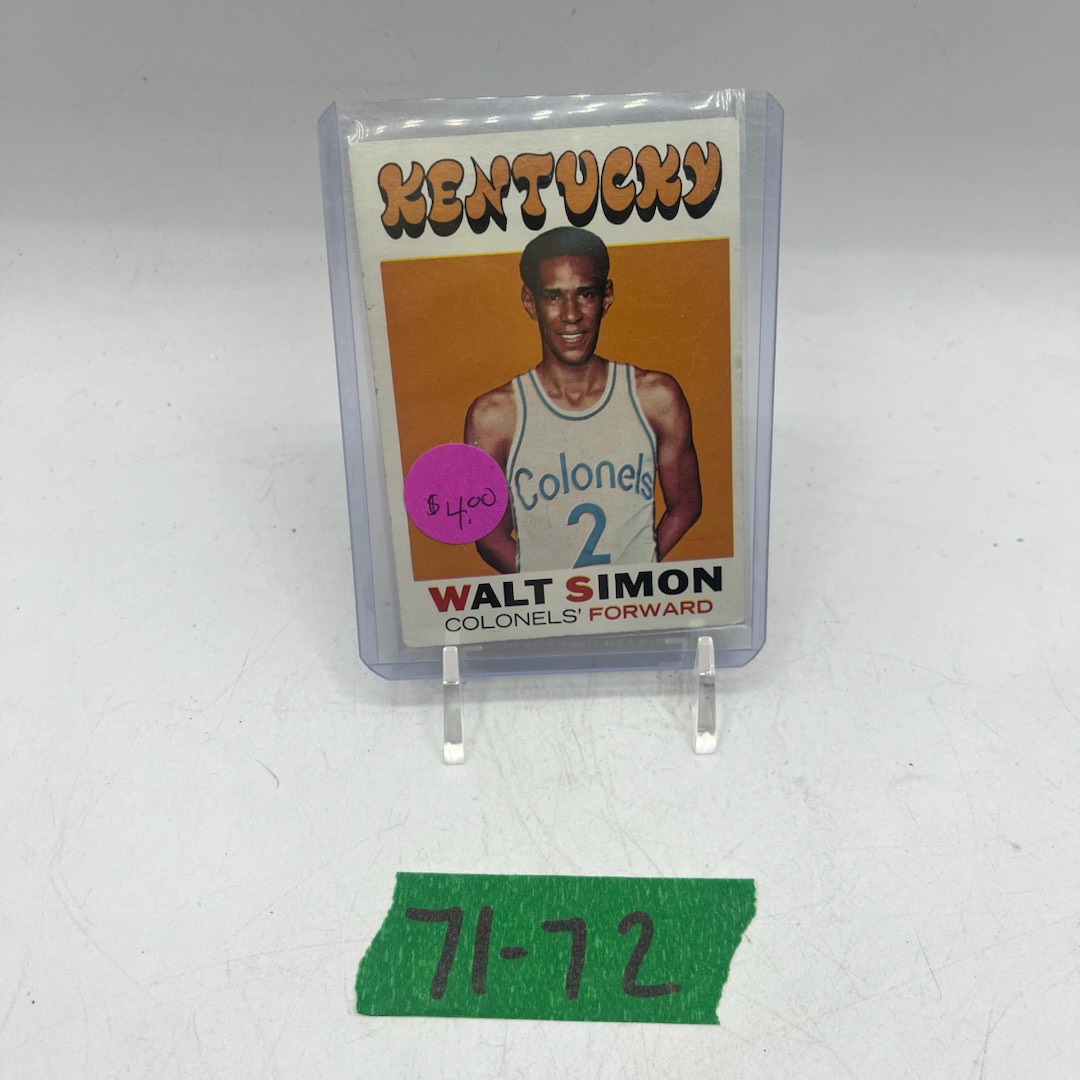 KENTUCKY
Colonels
2
$4.00
WALT SIMON
COLONELS' FORWARD
71-72